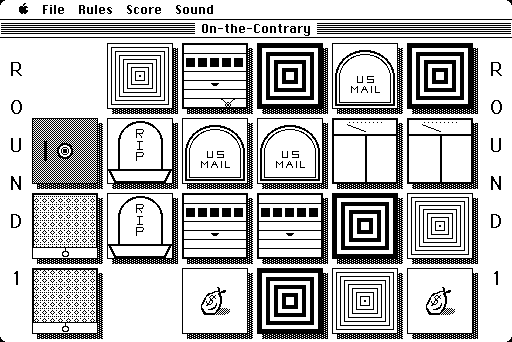 File Rules Score Sound
On-the-Contrary
R
O
U
N
D
1
US
MAIL
RIP
US
MAIL
US
MAIL
RIP
$
$
R
O
U
N
D
1